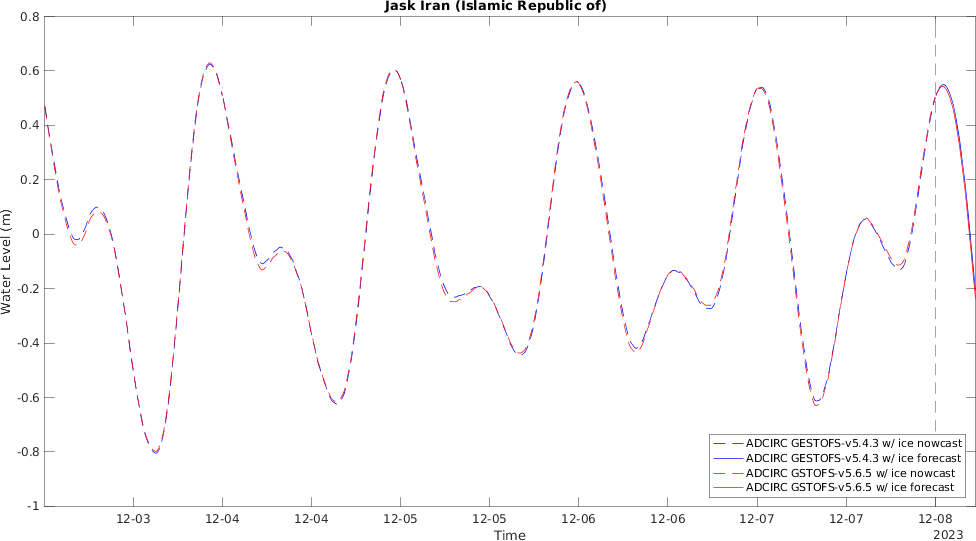 Jask Iran (Islamic Republic of)
0.8
0.6
0.4
0.2
0
-0.2
-0.4
-0.6
-0.8
-1
Water Level (m)
12-03 12-04 12-04 12-05 12-05 12-06 12-06 12-07 12-07 12-08
2023
Time
ADCIRC GESTOFS-v5.4.3 w/ ice nowcast
ADCIRC GESTOFS-v5.4.3 w/ ice forecast
ADCIRC GSTOFS-v5.6.5 w/ ice nowcast
ADCIRC GSTOFS-v5.6.5 w/ ice forecast